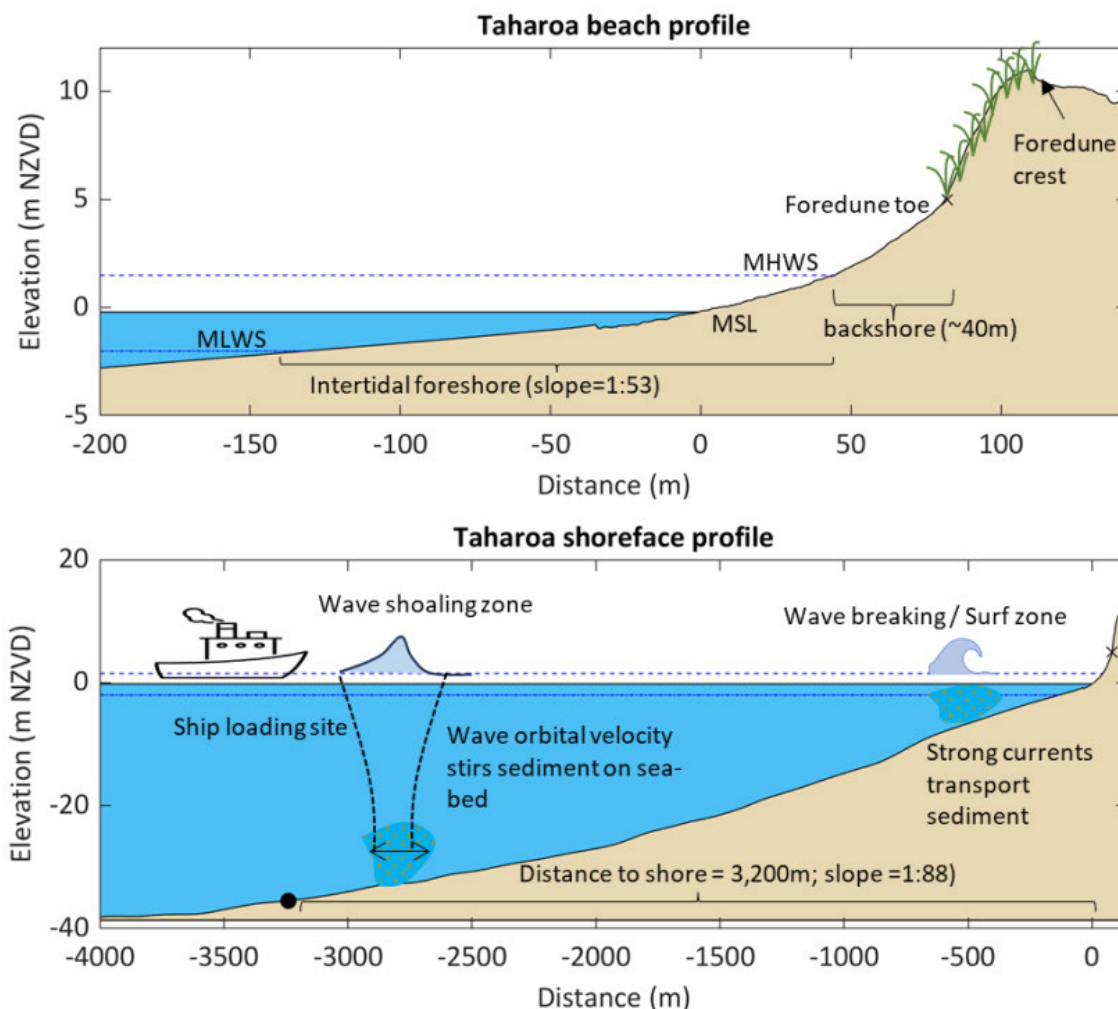 Taharoa beach profile
10
5
0
-5
Elevation (m NZVD)
Foredune
crest
Foredune toe
MHWS
MSL
backshore (~40m)
MLWS
Intertidal foreshore (slope=1:53)
-200
-150
-100
-50
0
50
100
Distance (m)
Taharoa shoreface profile
20
0
-20
-40
Elevation (m NZVD)
Wave shoaling zone
Wave breaking / Surf zone
Ship loading site
Wave orbital velocity
stirs sediment on sea-
bed
Strong currents
transport
sediment
Distance to shore = 3,200m; slope =1:88)
-4000
-3500
-3000
-2500
-2000
-1500
-1000
-500
0
Distance (m)